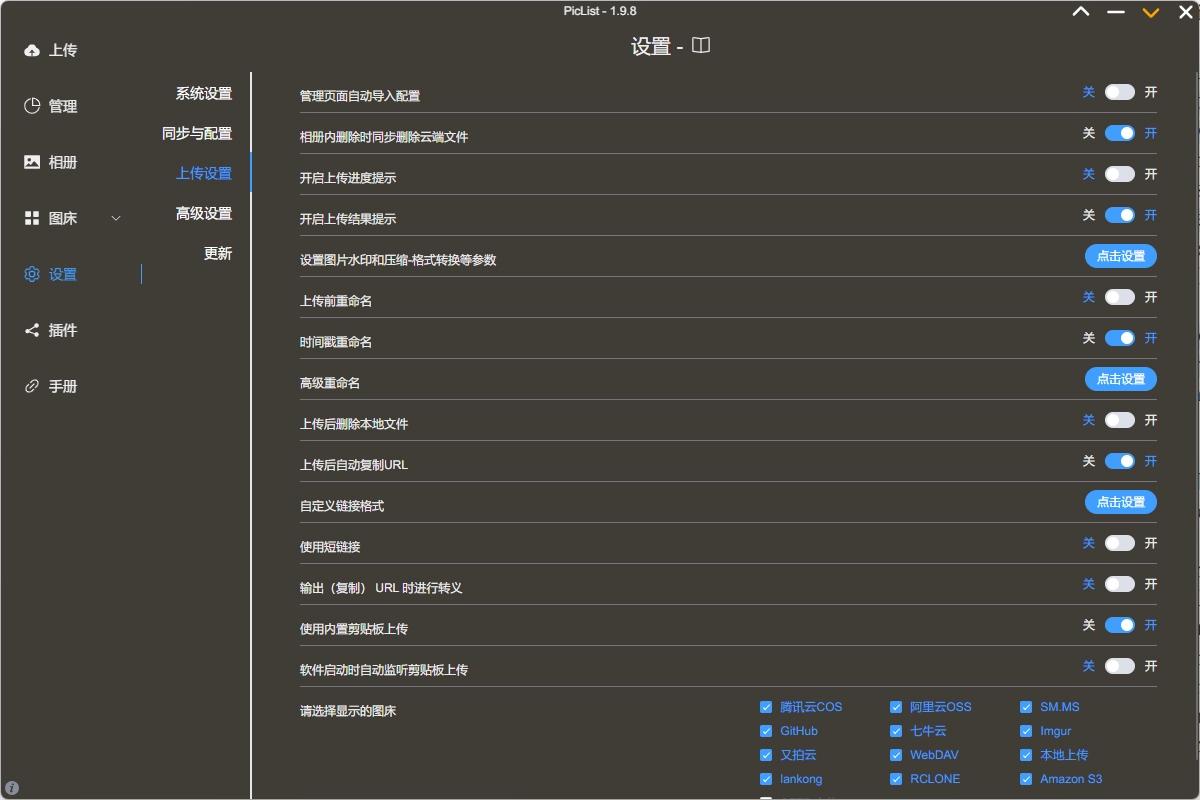 PicList - 1.9.8
设置 -
上传
管理
相册
图床
设置
插件
手册
系统设置
同步与配置
上传设置
高级设置
更新
管理页面自动导入配置 关 开
相册内删除时同步删除云端文件 关 开
开启上传进度提示 关 开
开启上传结果提示 关 开
设置图片水印和压缩-格式转换等参数 点击设置
上传前重命名 关 开
时间戳重命名 关 开
高级重命名 点击设置
上传后删除本地文件 关 开
上传后自动复制URL 关 开
自定义链接格式 点击设置
使用短链接 关 开
输出（复制） URL 时进行转义 关 开
使用内置剪贴板上传 关 开
软件启动时自动监听剪贴板上传 关 开
请选择显示的图床 腾讯云COS 阿里云OSS SM.MS
GitHub 七牛云 Imgur
又拍云 WebDAV 本地上传
lankong RCLONE Amazon S3